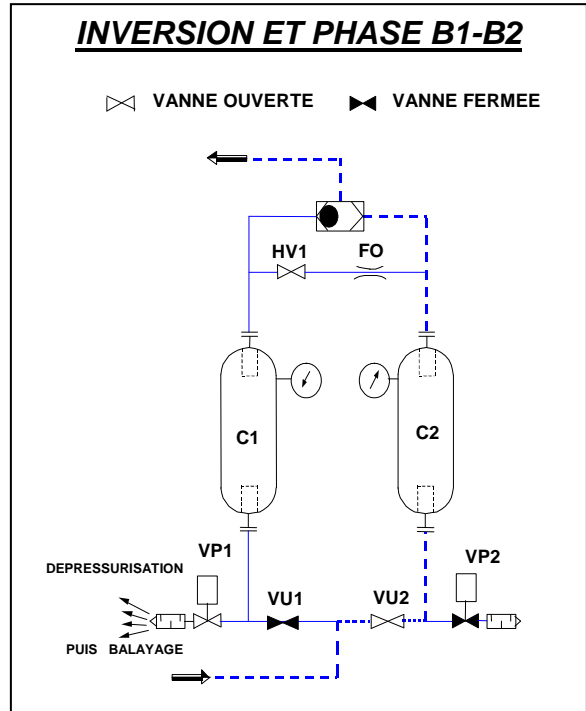 INVERSION ET PHASE B1-B2
VANNE OUVERTE
VANNE FERMEE
HV1
FO
C1
C2
VP1
VP2
DEPRESSURISATION
VU1
VU2
PUIS BALAYAGE